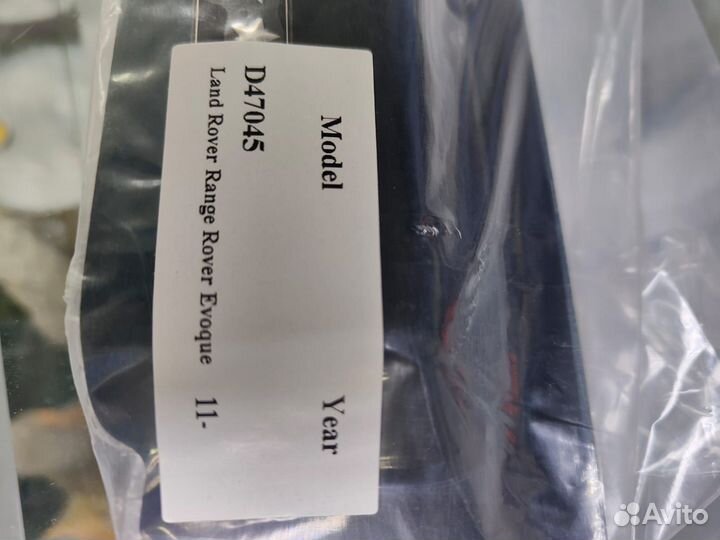 Model Year
D47045
Land Rover Range Rover Evoque 11-
Avito